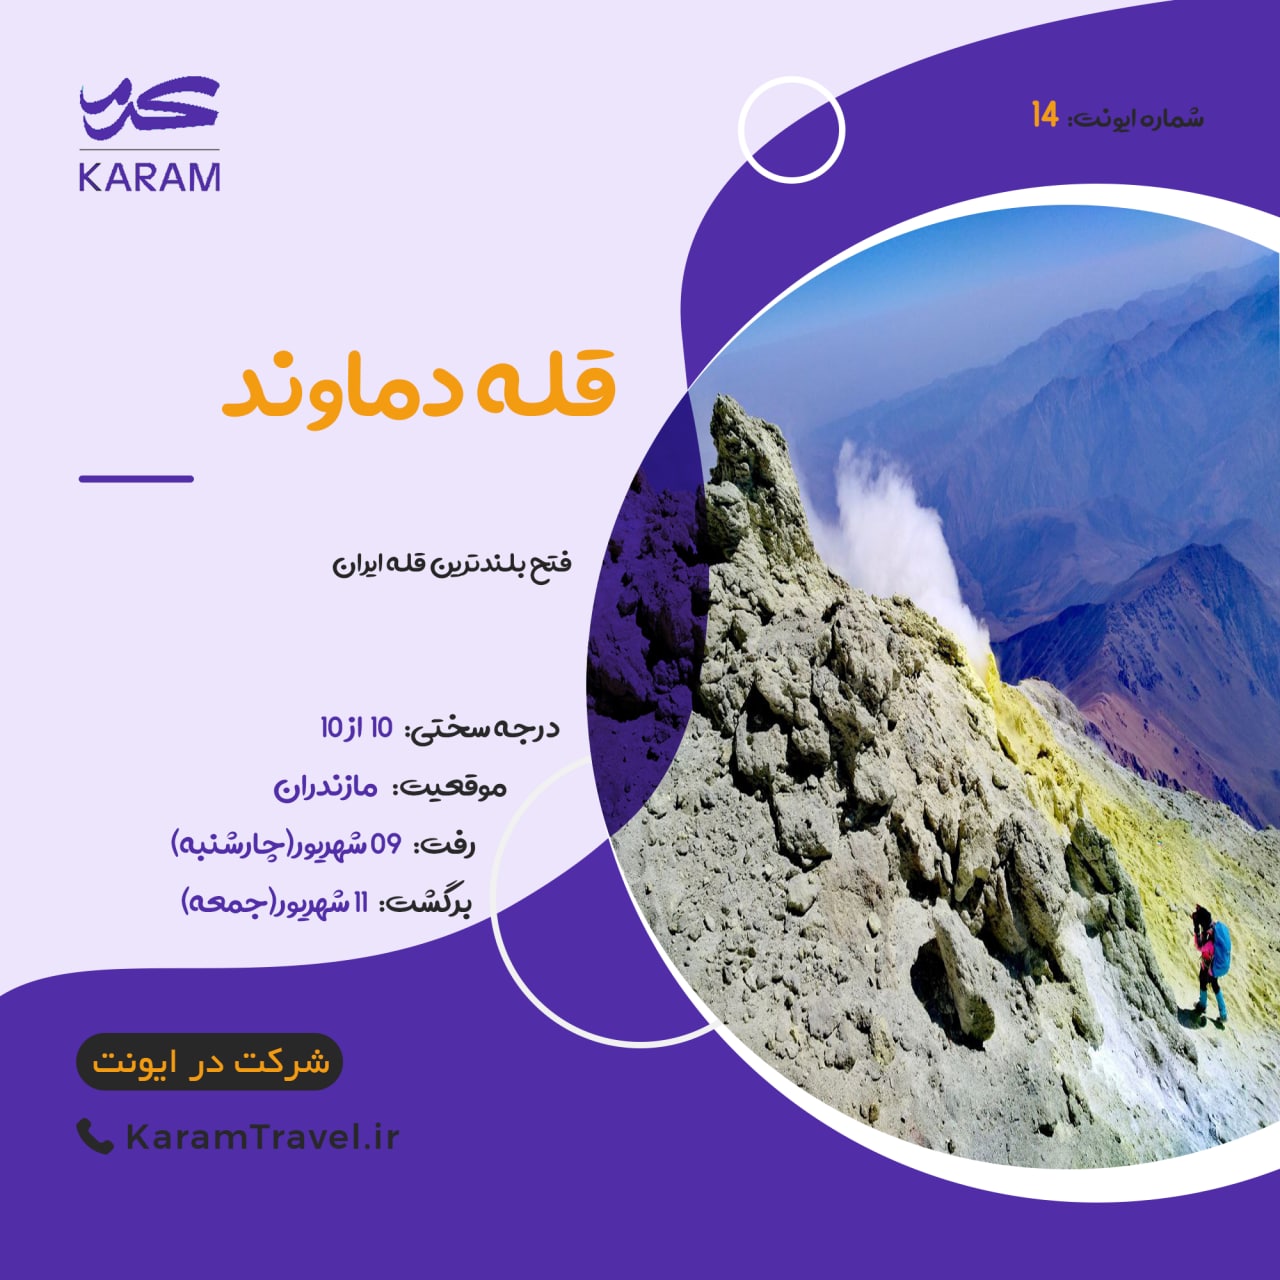 کرم
KARAM
شماره ایونت: 14
قله دماوند
فتح بلندترین قله ایران
درجه سختی: 10 از 10
موقعیت: مازندران
رفت: 09 شهریور(چارشنبه)
برگشت: 11 شهریور(جمعه)
شرکت در ایونت
KaramTravel.ir